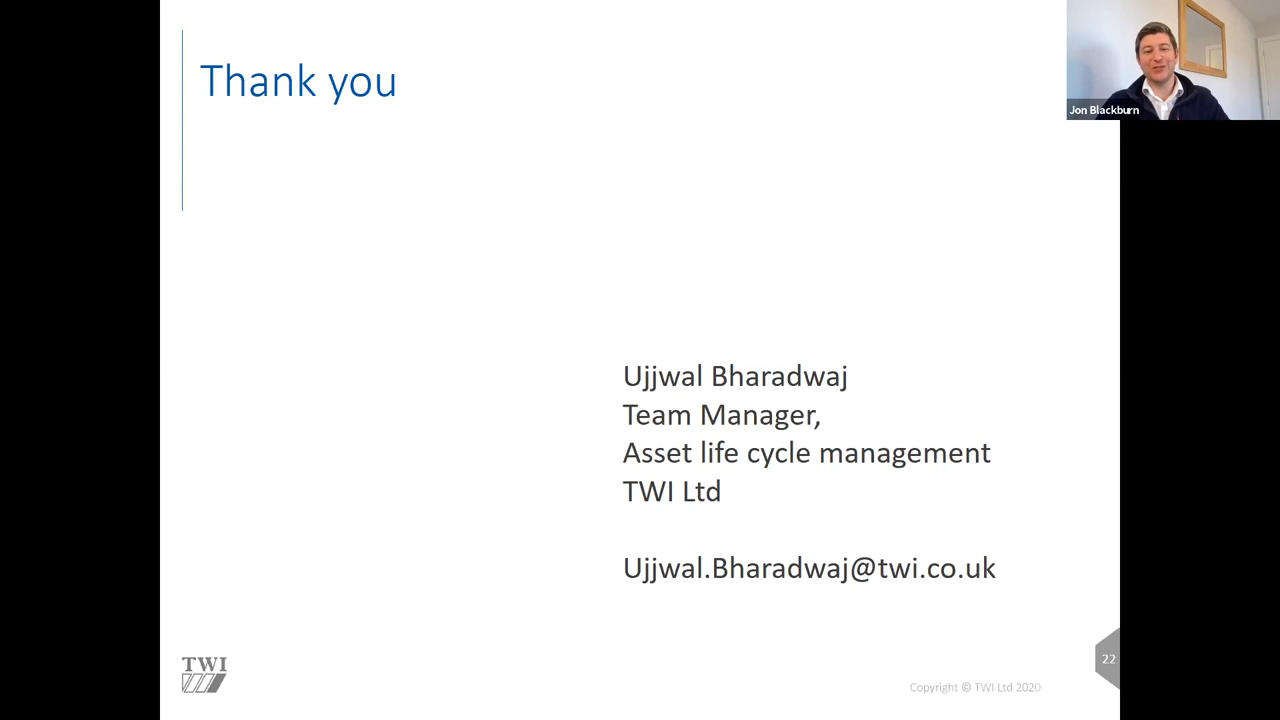 Thank you
Jon Blackburn
Ujjwal Bharadwaj
Team Manager,
Asset life cycle management
TWI Ltd
Ujjwal.Bharadwaj@twi.co.uk
TWI
22
Copyright © TWI Ltd 2020